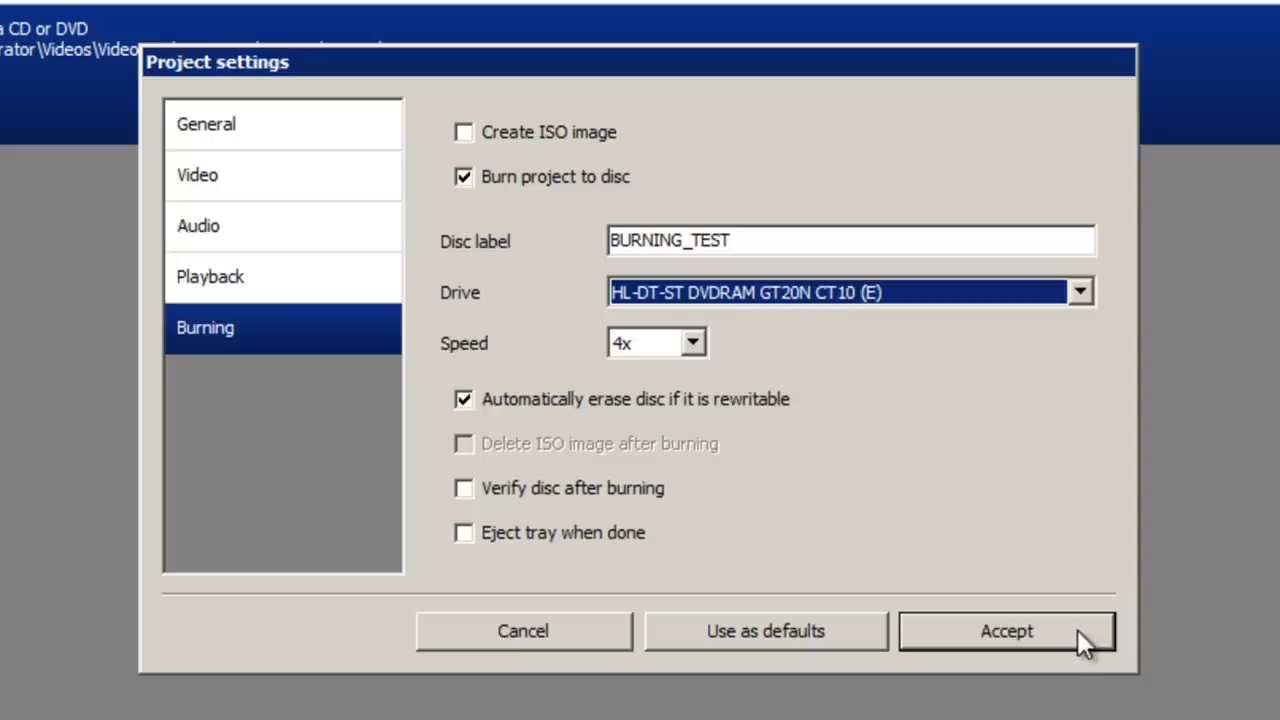 a CD or DVD
rator\Videos\Video
Project settings
General
Video
Audio
Playback
Burning
Create ISO image
Burn project to disc
Disc label
BURNING_TEST
Drive
HL-DT-ST DVDRAM GT20N CT10 (E)
Speed
4x
Automatically erase disc if it is rewritable
Delete ISO image after burning
Verify disc after burning
Eject tray when done
Cancel
Use as defaults
Accept